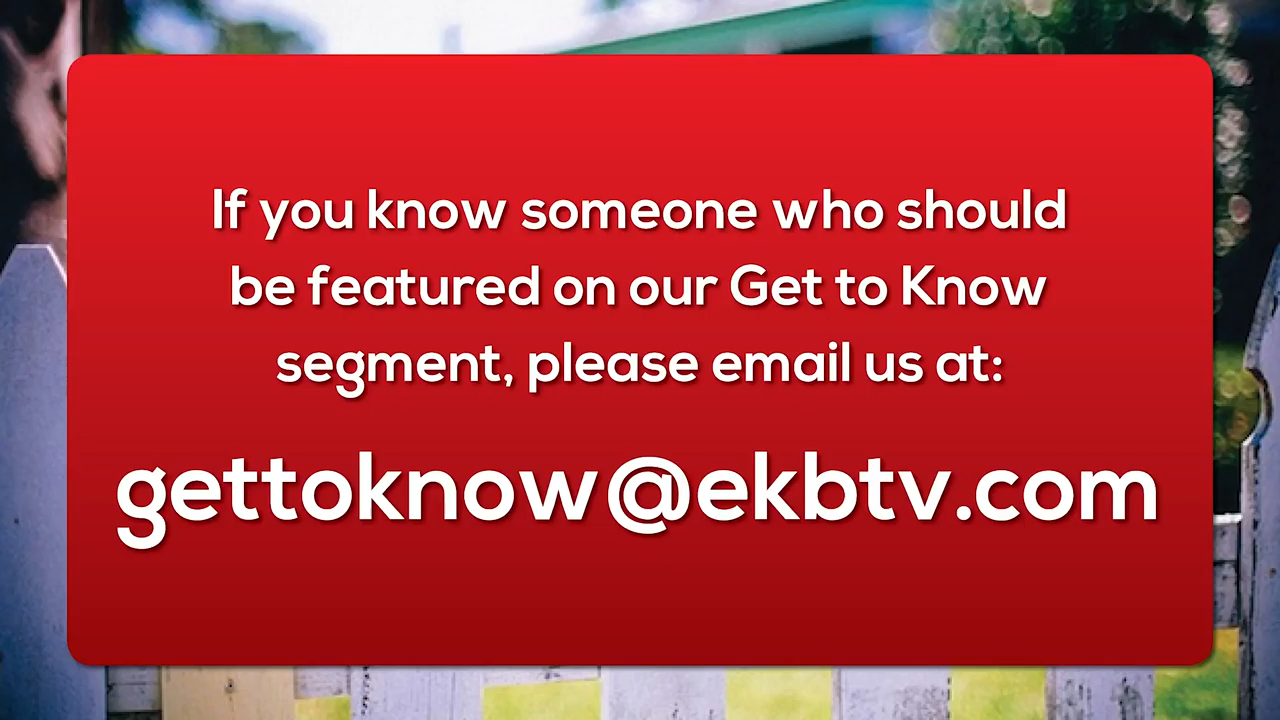 If you know someone who should
be featured on our Get to Know
segment, please email us at:
gettoknow@ekbtv.com